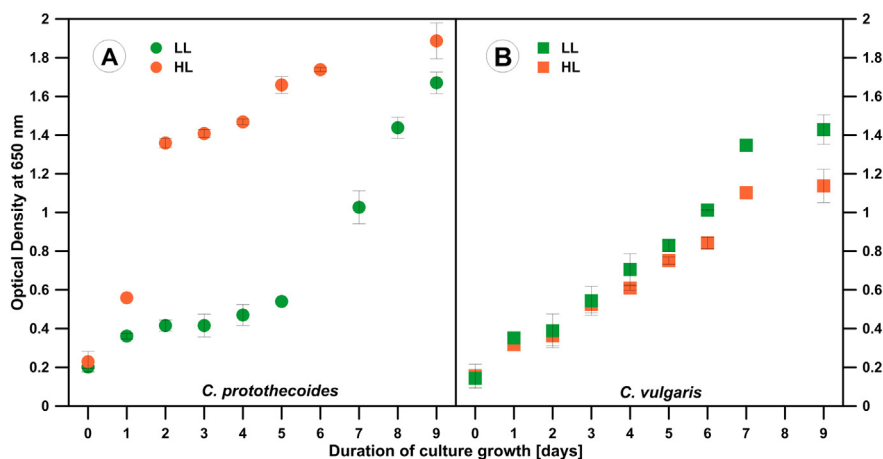 A
LL
HL
B
LL
HL
Optical Density at 650 nm
2
1.8
1.6
1.4
1.2
1
0.8
0.6
0.4
0.2
0
2
1.8
1.6
1.4
1.2
1
0.8
0.6
0.4
0.2
0
C. protothecoides
C. vulgaris
0 1 2 3 4 5 6 7 8 9
0 1 2 3 4 5 6 7 8 9
Duration of culture growth [days]